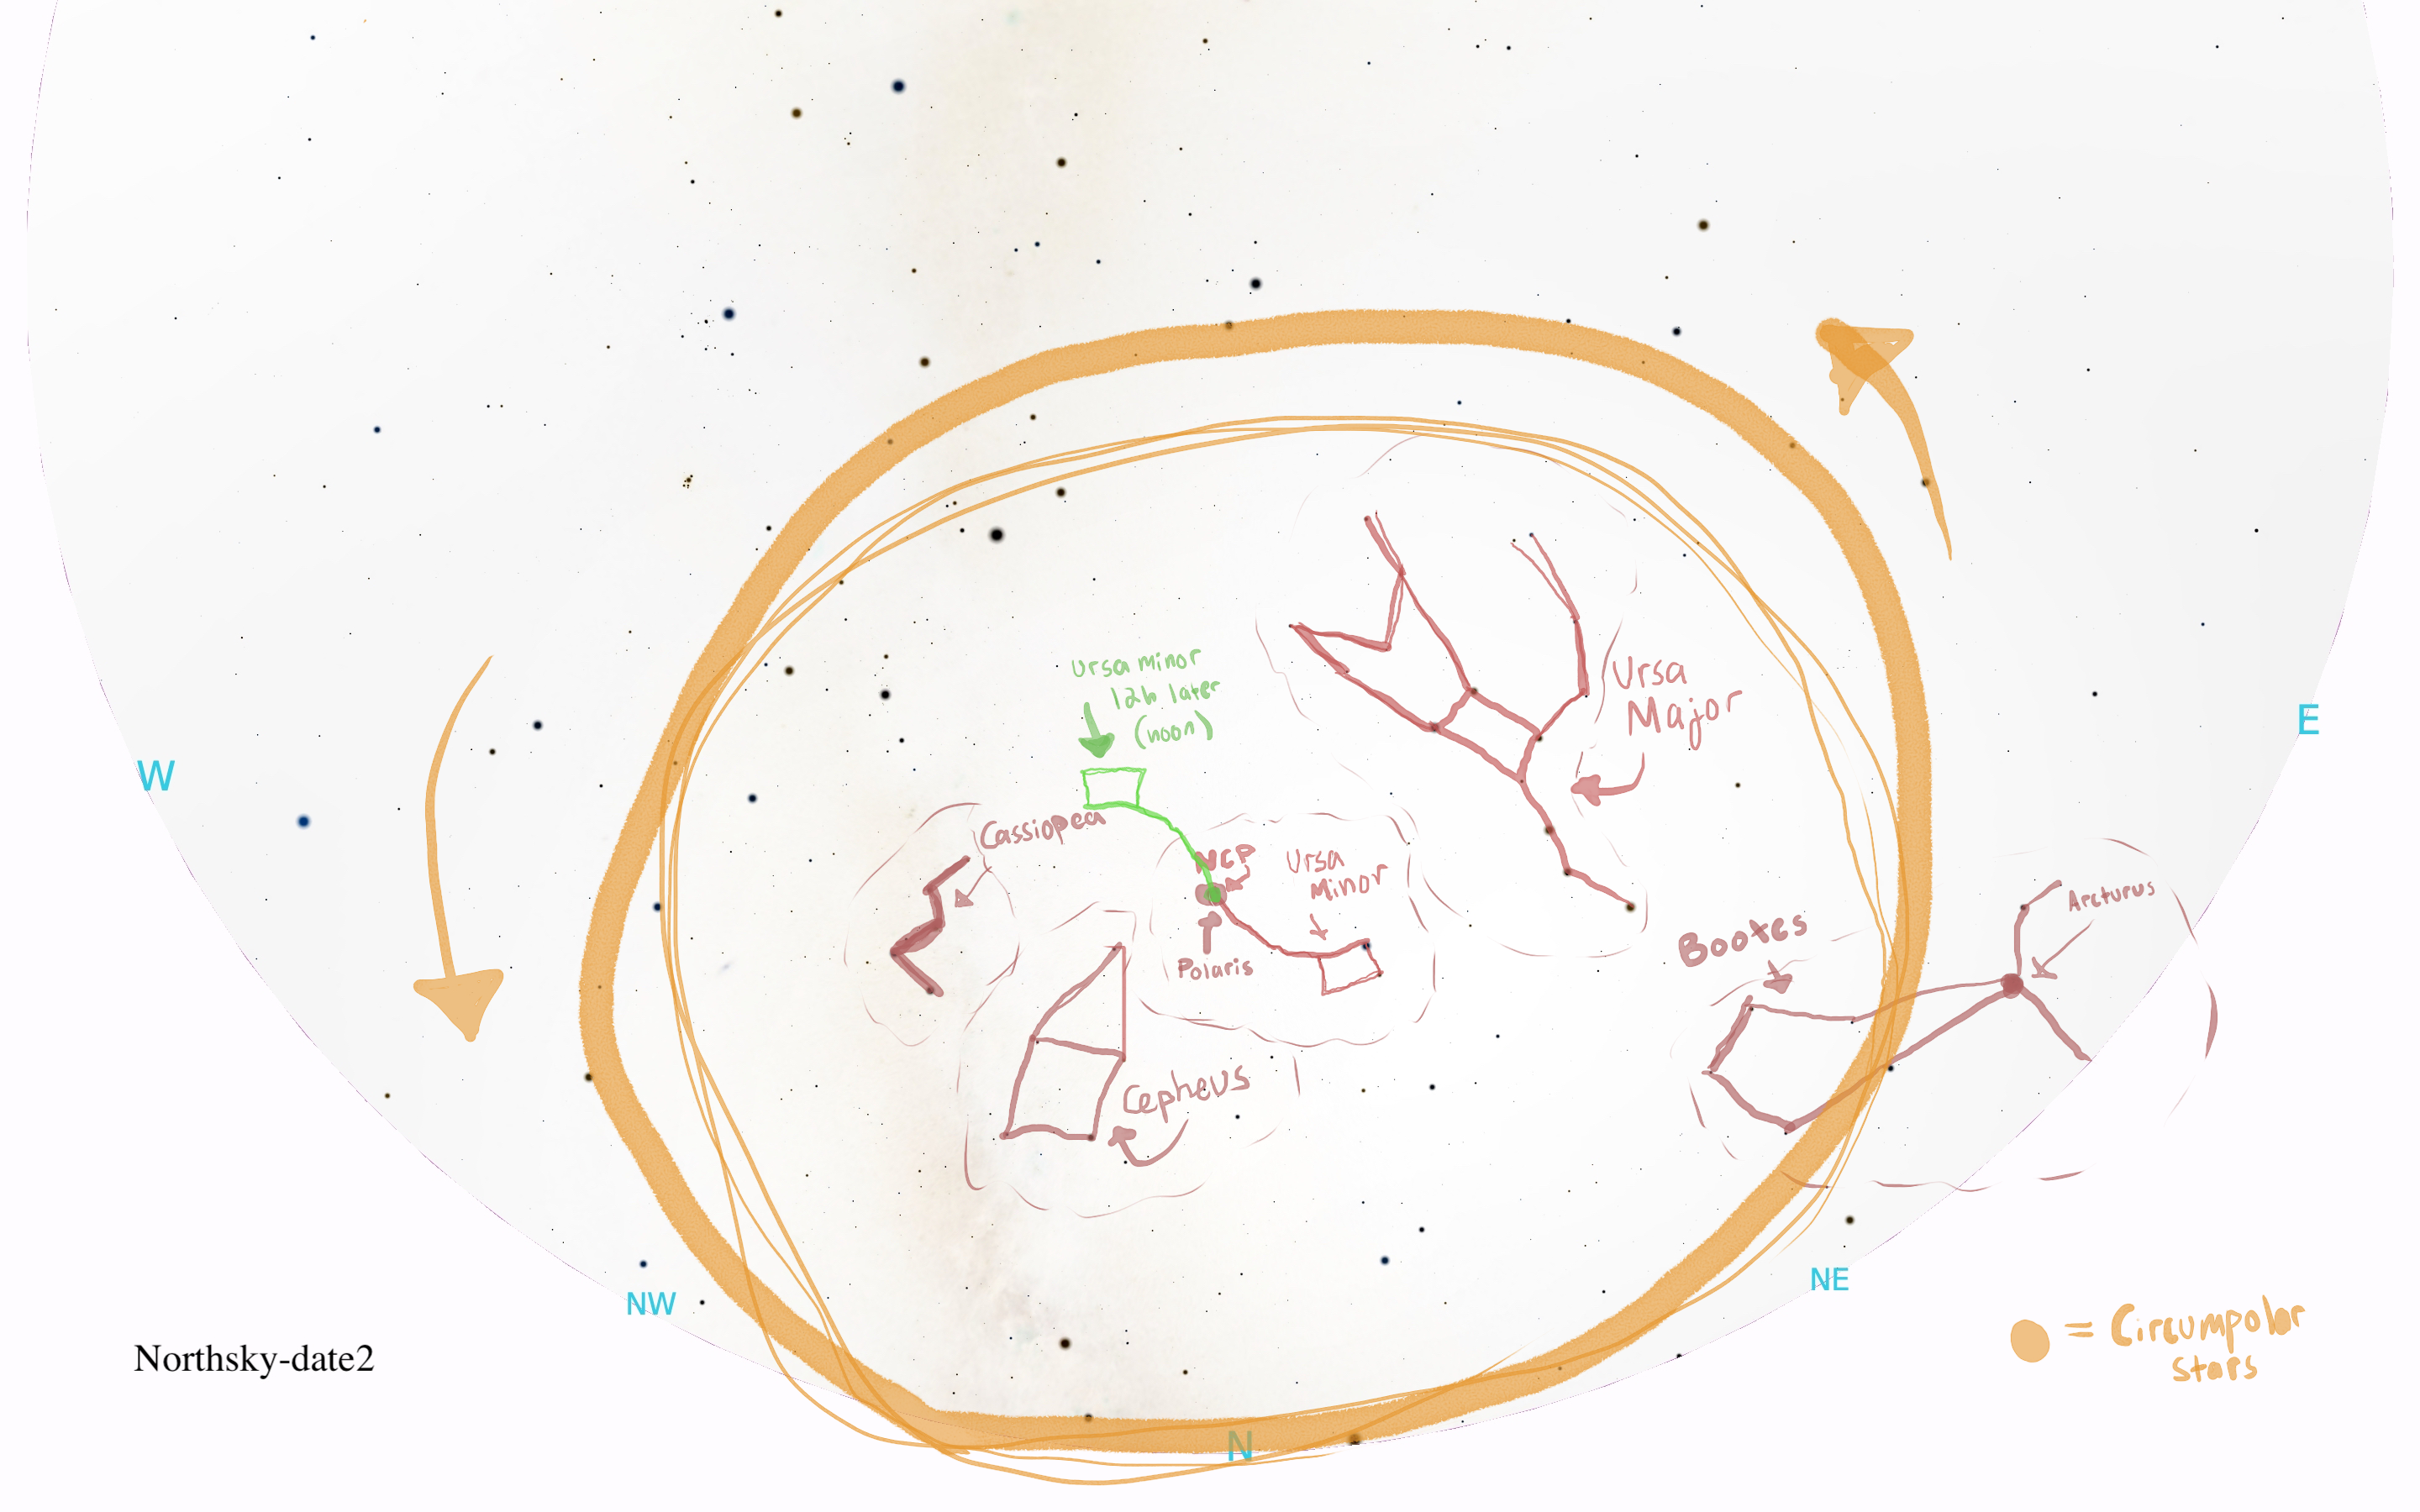 Ursa minor
12h later
(noon)
Ursa
Major
E
W
Cassiopea
NCP
Ursa
Minor
Polaris
Arcturus
Bootes
Cepheus
NE
NW
= Circumpolar
stars
Northsky-date2
N